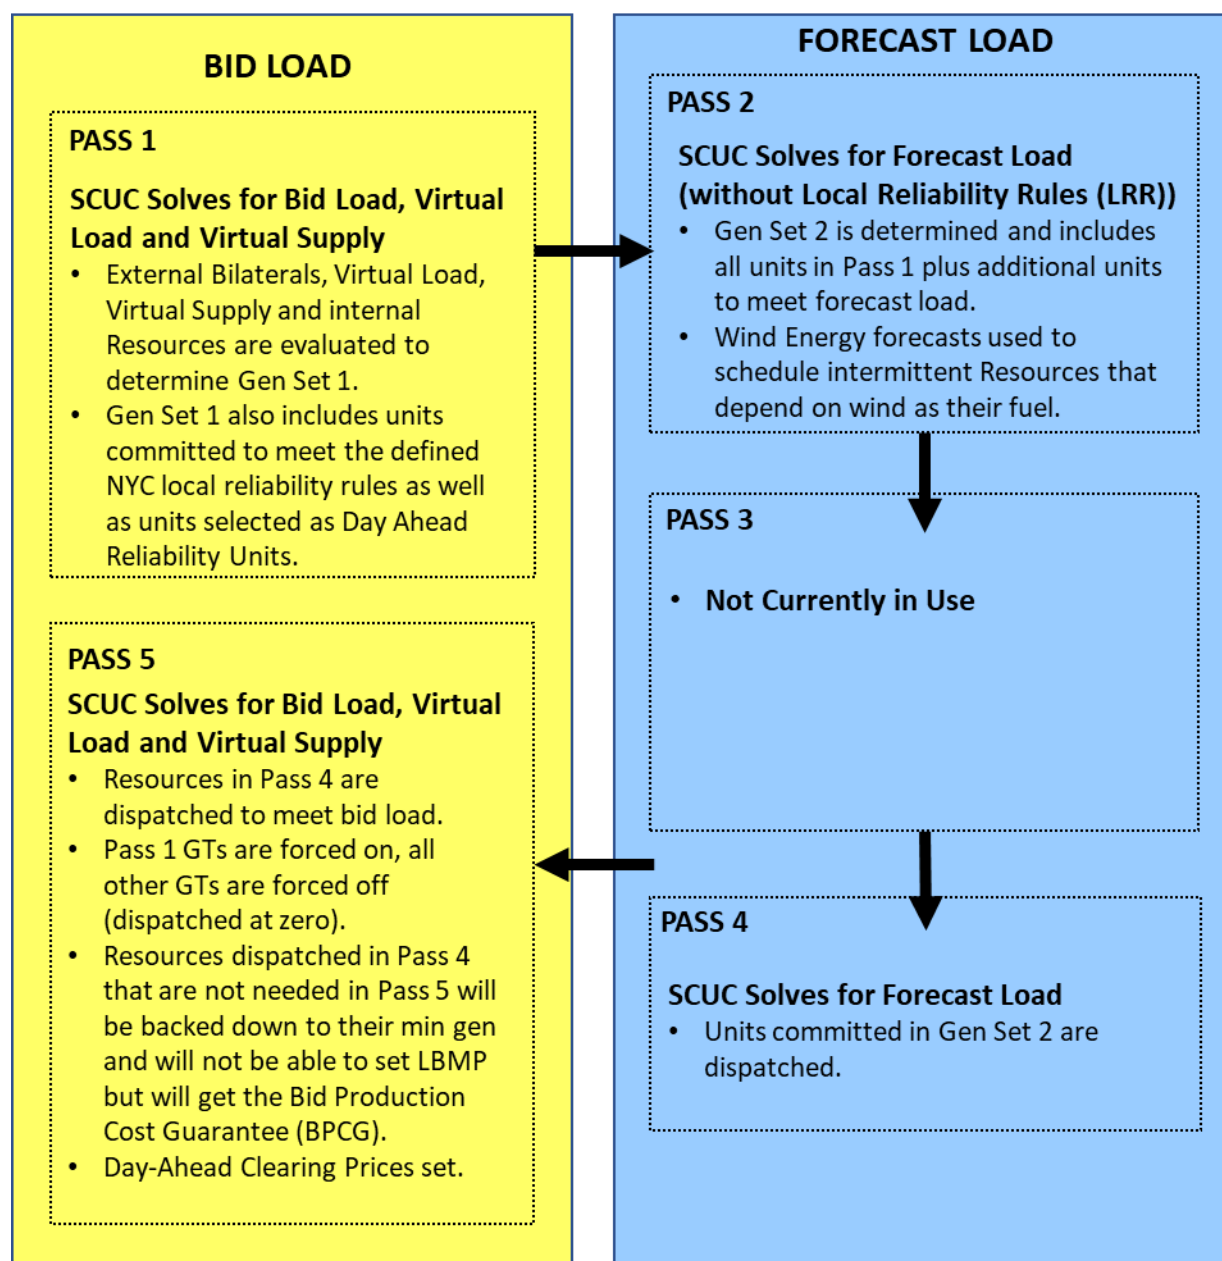 BID LOAD
PASS 1
SCUC Solves for Bid Load, Virtual
Load and Virtual Supply
• External Bilaterals, Virtual Load,
Virtual Supply and internal
Resources are evaluated to
determine Gen Set 1.
• Gen Set 1 also includes units
committed to meet the defined
NYC local reliability rules as well
as units selected as Day Ahead
Reliability Units.
FORECAST LOAD
PASS 2
SCUC Solves for Forecast Load
(without Local Reliability Rules (LRR))
• Gen Set 2 is determined and includes
all units in Pass 1 plus additional units
to meet forecast load.
• Wind Energy forecasts used to
schedule intermittent Resources that
depend on wind as their fuel.
PASS 3
• Not Currently in Use
PASS 4
SCUC Solves for Forecast Load
• Units committed in Gen Set 2 are
dispatched.
PASS 5
SCUC Solves for Bid Load, Virtual
Load and Virtual Supply
• Resources in Pass 4 are
dispatched to meet bid load.
• Pass 1 GTs are forced on, all
other GTs are forced off
(dispatched at zero).
• Resources dispatched in Pass 4
that are not needed in Pass 5 will
be backed down to their min gen
and will not be able to set LBMP
but will get the Bid Production
Cost Guarantee (BPCG).
• Day-Ahead Clearing Prices set.